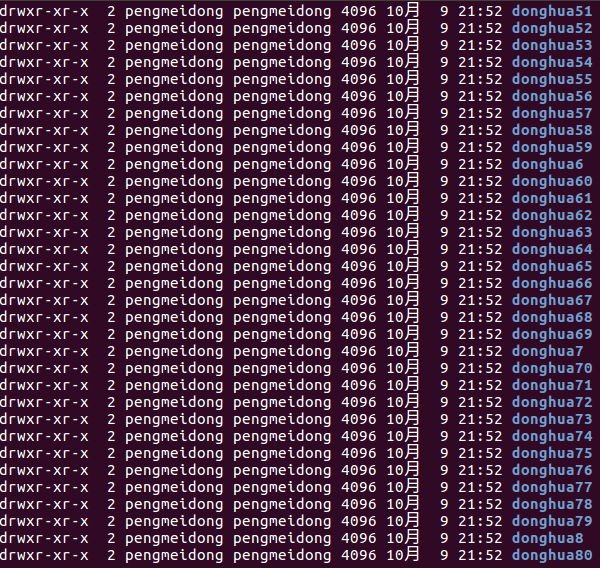 drwxr-xr-x  2 pengmeidong pengmeidong 4096 10月  9 21:52 donghua51
drwxr-xr-x  2 pengmeidong pengmeidong 4096 10月  9 21:52 donghua52
drwxr-xr-x  2 pengmeidong pengmeidong 4096 10月  9 21:52 donghua53
drwxr-xr-x  2 pengmeidong pengmeidong 4096 10月  9 21:52 donghua54
drwxr-xr-x  2 pengmeidong pengmeidong 4096 10月  9 21:52 donghua55
drwxr-xr-x  2 pengmeidong pengmeidong 4096 10月  9 21:52 donghua56
drwxr-xr-x  2 pengmeidong pengmeidong 4096 10月  9 21:52 donghua57
drwxr-xr-x  2 pengmeidong pengmeidong 4096 10月  9 21:52 donghua58
drwxr-xr-x  2 pengmeidong pengmeidong 4096 10月  9 21:52 donghua59
drwxr-xr-x  2 pengmeidong pengmeidong 4096 10月  9 21:52 donghua6
drwxr-xr-x  2 pengmeidong pengmeidong 4096 10月  9 21:52 donghua60
drwxr-xr-x  2 pengmeidong pengmeidong 4096 10月  9 21:52 donghua61
drwxr-xr-x  2 pengmeidong pengmeidong 4096 10月  9 21:52 donghua62
drwxr-xr-x  2 pengmeidong pengmeidong 4096 10月  9 21:52 donghua63
drwxr-xr-x  2 pengmeidong pengmeidong 4096 10月  9 21:52 donghua64
drwxr-xr-x  2 pengmeidong pengmeidong 4096 10月  9 21:52 donghua65
drwxr-xr-x  2 pengmeidong pengmeidong 4096 10月  9 21:52 donghua66
drwxr-xr-x  2 pengmeidong pengmeidong 4096 10月  9 21:52 donghua67
drwxr-xr-x  2 pengmeidong pengmeidong 4096 10月  9 21:52 donghua68
drwxr-xr-x  2 pengmeidong pengmeidong 4096 10月  9 21:52 donghua69
drwxr-xr-x  2 pengmeidong pengmeidong 4096 10月  9 21:52 donghua7
drwxr-xr-x  2 pengmeidong pengmeidong 4096 10月  9 21:52 donghua70
drwxr-xr-x  2 pengmeidong pengmeidong 4096 10月  9 21:52 donghua71
drwxr-xr-x  2 pengmeidong pengmeidong 4096 10月  9 21:52 donghua72
drwxr-xr-x  2 pengmeidong pengmeidong 4096 10月  9 21:52 donghua73
drwxr-xr-x  2 pengmeidong pengmeidong 4096 10月  9 21:52 donghua74
drwxr-xr-x  2 pengmeidong pengmeidong 4096 10月  9 21:52 donghua75
drwxr-xr-x  2 pengmeidong pengmeidong 4096 10月  9 21:52 donghua76
drwxr-xr-x  2 pengmeidong pengmeidong 4096 10月  9 21:52 donghua77
drwxr-xr-x  2 pengmeidong pengmeidong 4096 10月  9 21:52 donghua78
drwxr-xr-x  2 pengmeidong pengmeidong 4096 10月  9 21:52 donghua79
drwxr-xr-x  2 pengmeidong pengmeidong 4096 10月  9 21:52 donghua8
drwxr-xr-x  2 pengmeidong pengmeidong 4096 10月  9 21:52 donghua80